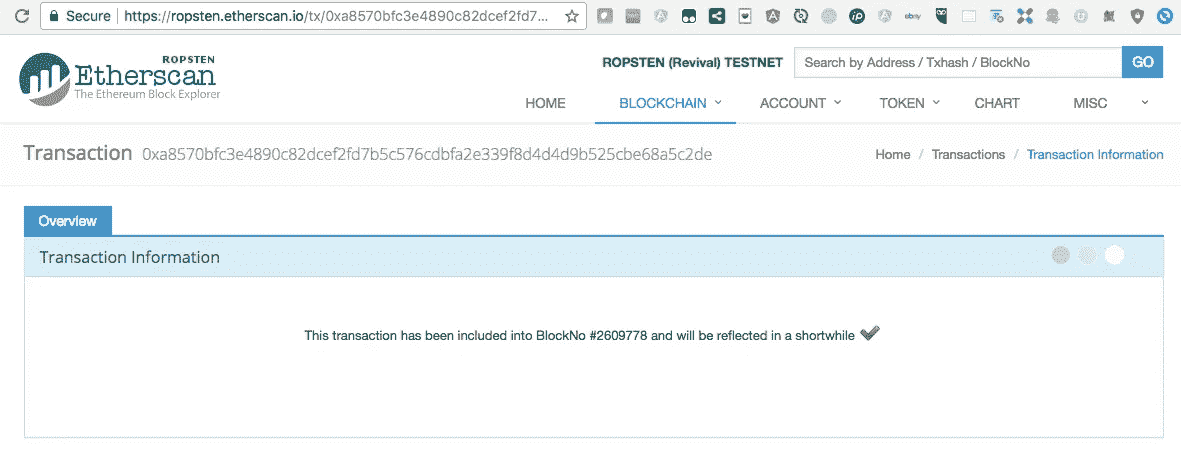 Secure https://ropsten.etherscan.io/tx/0xa8570bfc3e4890c82dcef2fd7...
ROPSTEN
Etherscan
The Ethereum Block Explorer
ROPSTEN (Revival) TESTNET Search by Address / Txhash / BlockNo GO
HOME BLOCKCHAIN ACCOUNT TOKEN CHART MISC
Transaction 0xa8570bfc3e4890c82dcef2fd7b5c576cdbfa2e339f8d4d4d9b525cbe68a5c2de
Home / Transactions / Transaction Information
Overview
Transaction Information
This transaction has been included into BlockNo #2609778 and will be reflected in a shortwhile